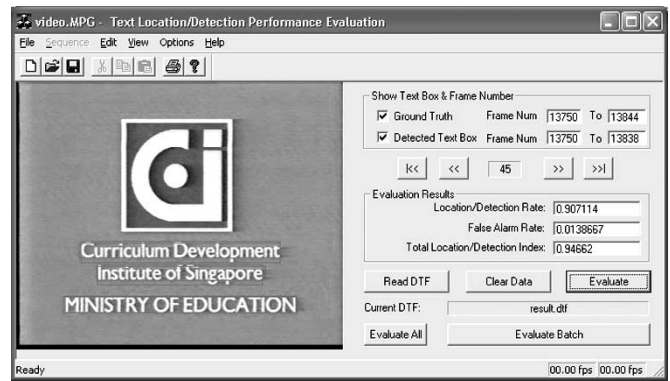 video.MPG - Text Location/Detection Performance Evaluation
File Sequence Edit View Options Help
Curriculum Development
Institute of Singapore
MINISTRY OF EDUCATION
Show Text Box & Frame Number
Ground Truth Frame Num 13750 To 13844
Detected Text Box Frame Num 13750 To 13838
|<< << 45 >> >>|
Evaluation Results
Location/Detection Rate: 0.907114
False Alarm Rate: 0.0138667
Total Location/Detection Index: 0.94662
Read DTF Clear Data Evaluate
Current DTF: result.dtf
Evaluate All Evaluate Batch
Ready 00.00 fps 00.00 fps